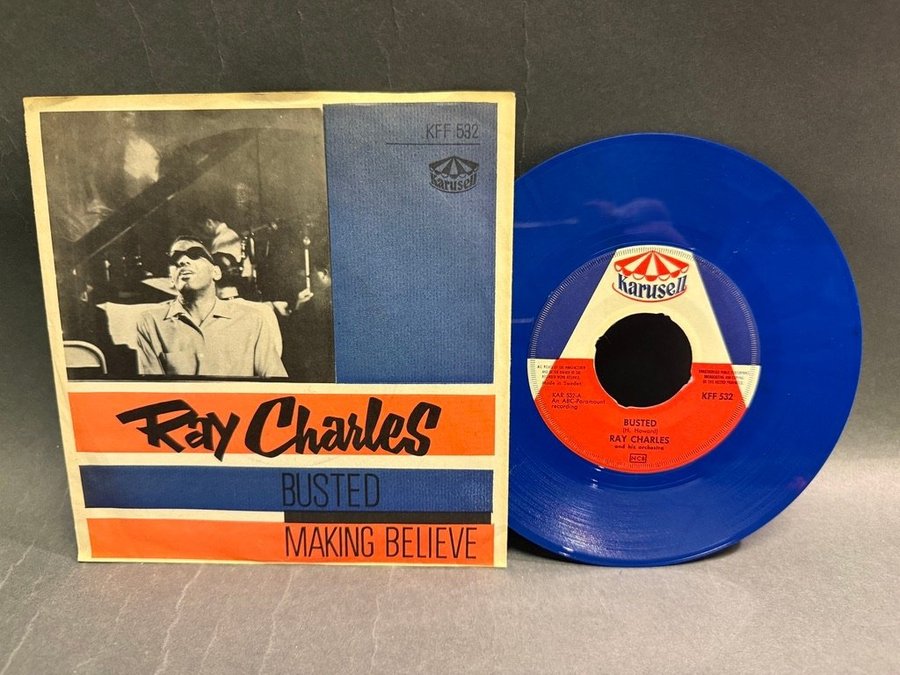 KFF 532
Karusell
Ray Charles
BUSTED
MAKING BELIEVE
Karusell
Made in Sweden
KAR 532-A
An ABC-Paramount
recording
KFF 532
BUSTED
(H. Howard)
RAY CHARLES
and his orchestra
NCB